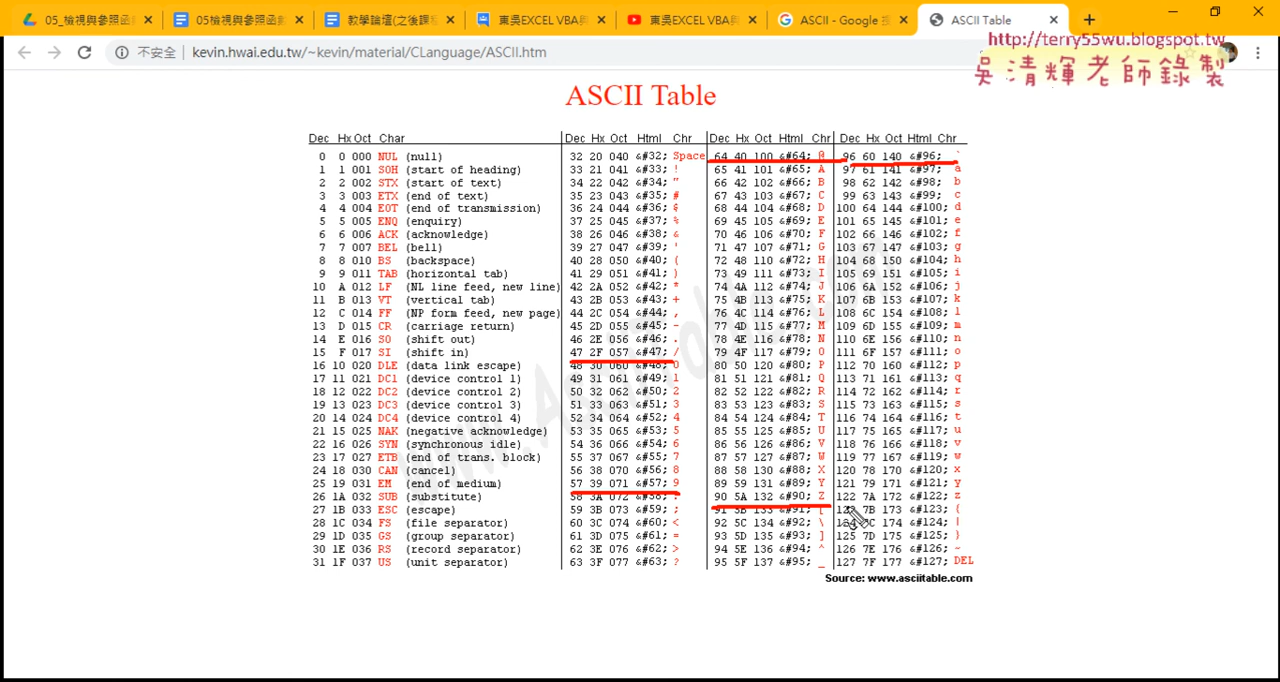 05_檢視與參照函
05檢視與參照函
教學論壇(之後課
東吳EXCEL VBA與
東吳EXCEL VBA與
ASCII - Google
ASCII Table
不安全 | kevin.hwai.edu.tw/~kevin/material/CLanguage/ASCII.htm
http://terry55wu.blogspot.tw
吳清輝老師錄製
ASCII Table
Dec Hx Oct Char Dec Hx Oct Html Chr Dec Hx Oct Html Chr Dec Hx Oct Html Chr
0 0 000 NUL (null) 32 20 040 &#32; Space 64 40 100 &#64; @ 96 60 140 &#96; `
1 1 001 SOH (start of heading) 33 21 041 &#33; ! 65 41 101 &#65; A 97 61 141 &#97; a
2 2 002 STX (start of text) 34 22 042 &#34; " 66 42 102 &#66; B 98 62 142 &#98; b
3 3 003 ETX (end of text) 35 23 043 &#35; # 67 43 103 &#67; C 99 63 143 &#99; c
4 4 004 EOT (end of transmission) 36 24 044 &#36; $ 68 44 104 &#68; D 100 64 144 &#100; d
5 5 005 ENQ (enquiry) 37 25 045 &#37; % 69 45 105 &#69; E 101 65 145 &#101; e
6 6 006 ACK (acknowledge) 38 26 046 &#38; & 70 46 106 &#70; F 102 66 146 &#102; f
7 7 007 BEL (bell) 39 27 047 &#39; ' 71 47 107 &#71; G 103 67 147 &#103; g
8 8 010 BS (backspace) 40 28 050 &#40; ( 72 48 110 &#72; H 104 68 150 &#104; h
9 9 011 TAB (horizontal tab) 41 29 051 &#41; ) 73 49 111 &#73; I 105 69 151 &#105; i
10 A 012 LF (NL line feed, new line) 42 2A 052 &#42; * 74 4A 112 &#74; J 106 6A 152 &#106; j
11 B 013 VT (vertical tab) 43 2B 053 &#43; + 75 4B 113 &#75; K 107 6B 153 &#107; k
12 C 014 FF (NP form feed, new page) 44 2C 054 &#44; , 76 4C 114 &#76; L 108 6C 154 &#108; l
13 D 015 CR (carriage return) 45 2D 055 &#45; - 77 4D 115 &#77; M 109 6D 155 &#109; m
14 E 016 SO (shift out) 46 2E 056 &#46; . 78 4E 116 &#78; N 110 6E 156 &#110; n
15 F 017 SI (shift in) 47 2F 057 &#47; / 79 4F 117 &#79; O 111 6F 157 &#111; o
16 10 020 DLE (data link escape) 48 30 060 &#48; 0 80 50 120 &#80; P 112 70 160 &#112; p
17 11 021 DC1 (device control 1) 49 31 061 &#49; 1 81 51 121 &#81; Q 113 71 161 &#113; q
18 12 022 DC2 (device control 2) 50 32 062 &#50; 2 82 52 122 &#82; R 114 72 162 &#114; r
19 13 023 DC3 (device control 3) 51 33 063 &#51; 3 83 53 123 &#83; S 115 73 163 &#115; s
20 14 024 DC4 (device control 4) 52 34 064 &#52; 4 84 54 124 &#84; T 116 74 164 &#116; t
21 15 025 NAK (negative acknowledge) 53 35 065 &#53; 5 85 55 125 &#85; U 117 75 165 &#117; u
22 16 026 SYN (synchronous idle) 54 36 066 &#54; 6 86 56 126 &#86; V 118 76 166 &#118; v
23 17 027 ETB (end of trans. block) 55 37 067 &#55; 7 87 57 127 &#87; W 119 77 167 &#119; w
24 18 030 CAN (cancel) 56 38 070 &#56; 8 88 58 130 &#88; X 120 78 170 &#120; x
25 19 031 EM (end of medium) 57 39 071 &#57; 9 89 59 131 &#89; Y 121 79 171 &#121; y
26 1A 032 SUB (substitute) 58 3A 072 &#58; : 90 5A 132 &#90; Z 122 7A 172 &#122; z
27 1B 033 ESC (escape) 59 3B 073 &#59; ; 91 5B 133 &#91; [ 123 7B 173 &#123; {
28 1C 034 FS (file separator) 60 3C 074 &#60; < 92 5C 134 &#92; \ 124 7C 174 &#124; |
29 1D 035 GS (group separator) 61 3D 075 &#61; = 93 5D 135 &#93; ] 125 7D 175 &#125; }
30 1E 036 RS (record separator) 62 3E 076 &#62; > 94 5E 136 &#94; ^ 126 7E 176 &#126; ~
31 1F 037 US (unit separator) 63 3F 077 &#63; ? 95 5F 137 &#95; _ 127 7F 177 &#127; DEL
Source: www.asciitable.com